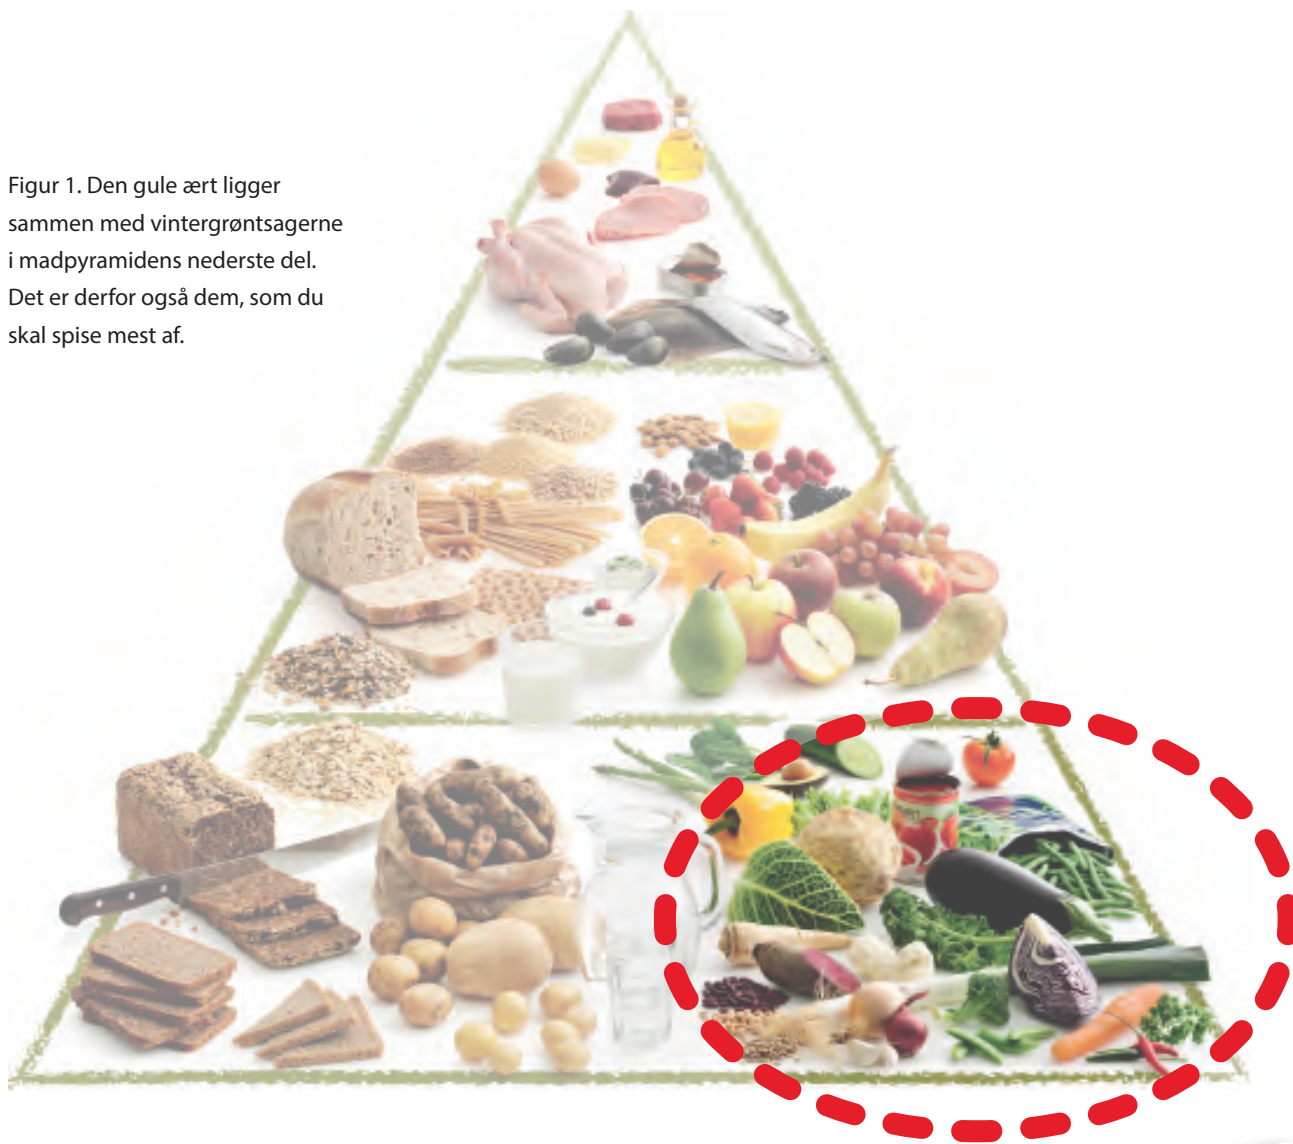 Figur 1. Den gule ært ligger
sammen med vintergrøntsagerne
i madpyramidens nederste del.
Det er derfor også dem, som du
skal spise mest af.